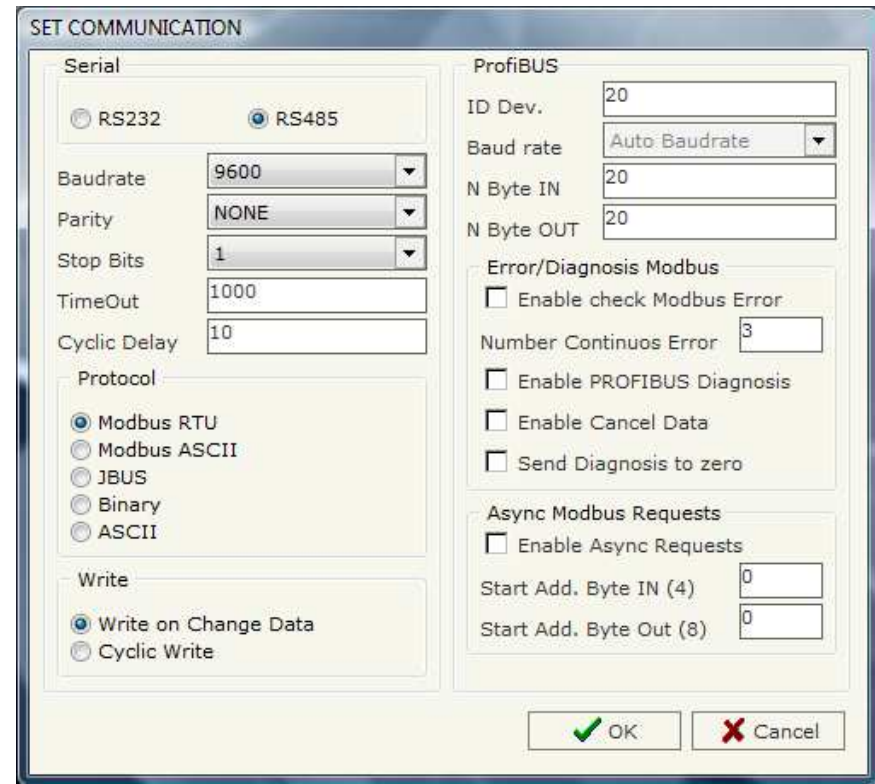 SET COMMUNICATION
Serial
RS232 RS485
Baudrate 9600
Parity NONE
Stop Bits 1
TimeOut 1000
Cyclic Delay 10
Protocol
Modbus RTU
Modbus ASCII
JBUS
Binary
ASCII
Write
Write on Change Data
Cyclic Write
ProfiBUS
ID Dev. 20
Baud rate Auto Baudrate
N Byte IN 20
N Byte OUT 20
Error/Diagnosis Modbus
Enable check Modbus Error
Number Continuos Error 3
Enable PROFIBUS Diagnosis
Enable Cancel Data
Send Diagnosis to zero
Async Modbus Requests
Enable Async Requests
Start Add. Byte IN (4) 0
Start Add. Byte Out (8) 0
OK Cancel